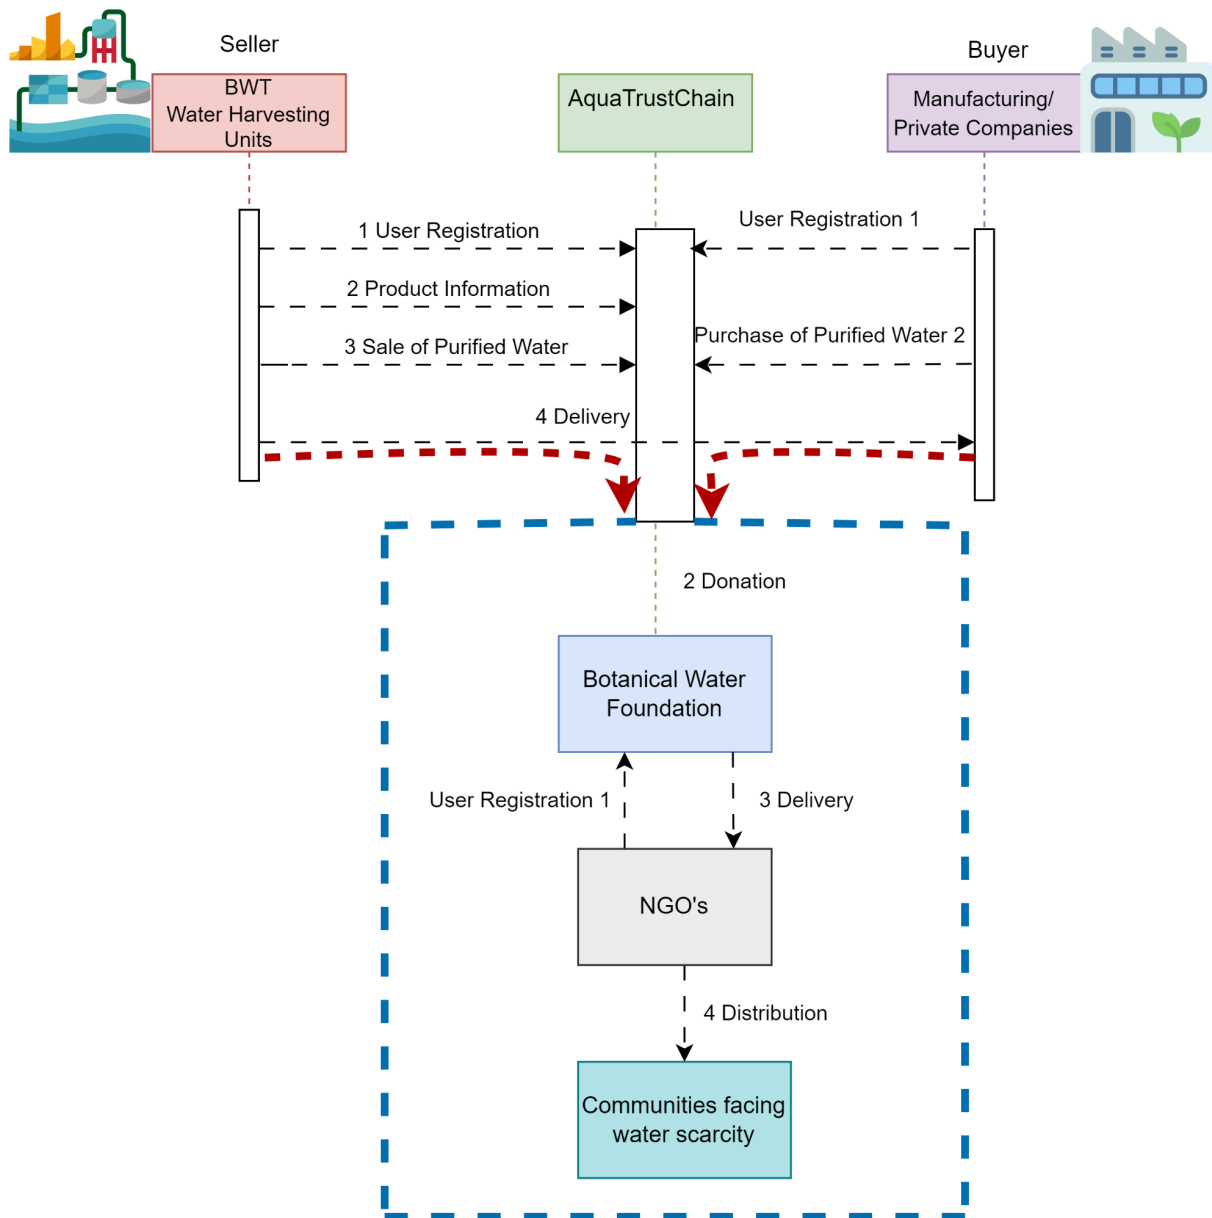 Seller
Buyer
BWT
Water Harvesting
Units
AquaTrustChain
Manufacturing/
Private Companies
1 User Registration
User Registration 1
2 Product Information
3 Sale of Purified Water
Purchase of Purified Water 2
4 Delivery
2 Donation
Botanical Water
Foundation
User Registration 1
3 Delivery
NGO's
4 Distribution
Communities facing
water scarcity